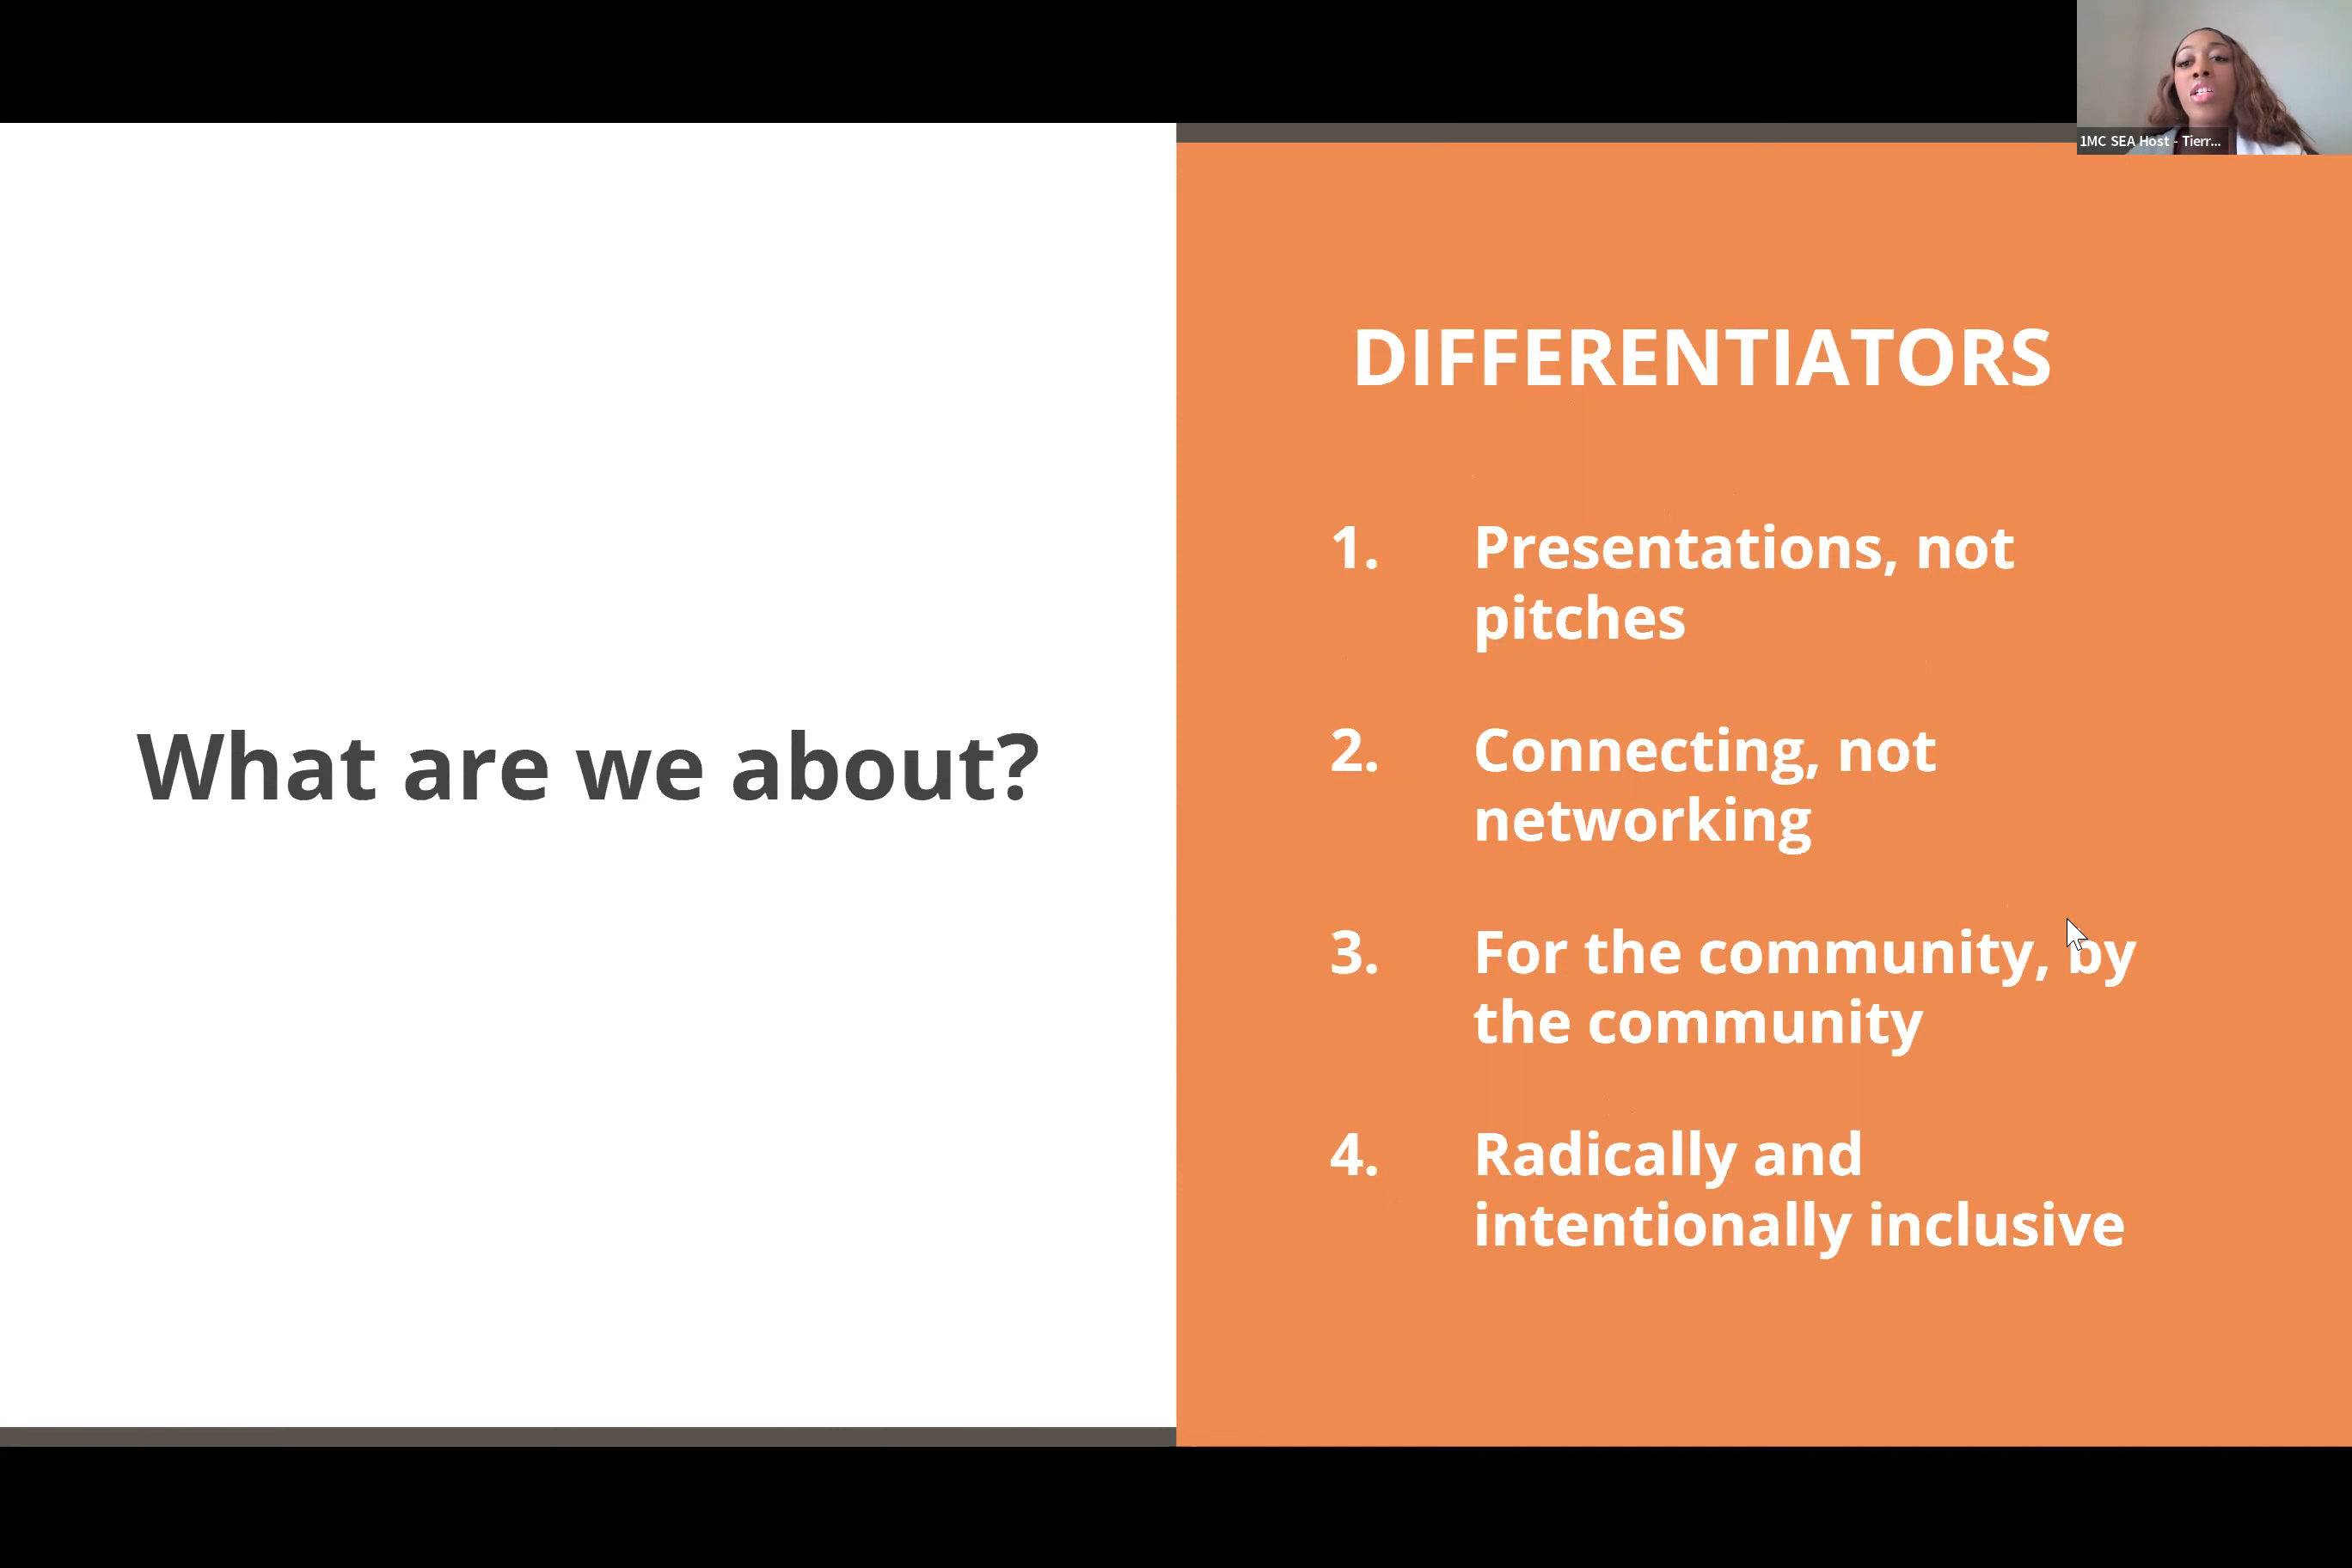 1MC SEA Host - Tierr...
What are we about?
DIFFERENTIATORS
1. Presentations, not
pitches
2. Connecting, not
networking
3. For the community, by
the community
4. Radically and
intentionally inclusive